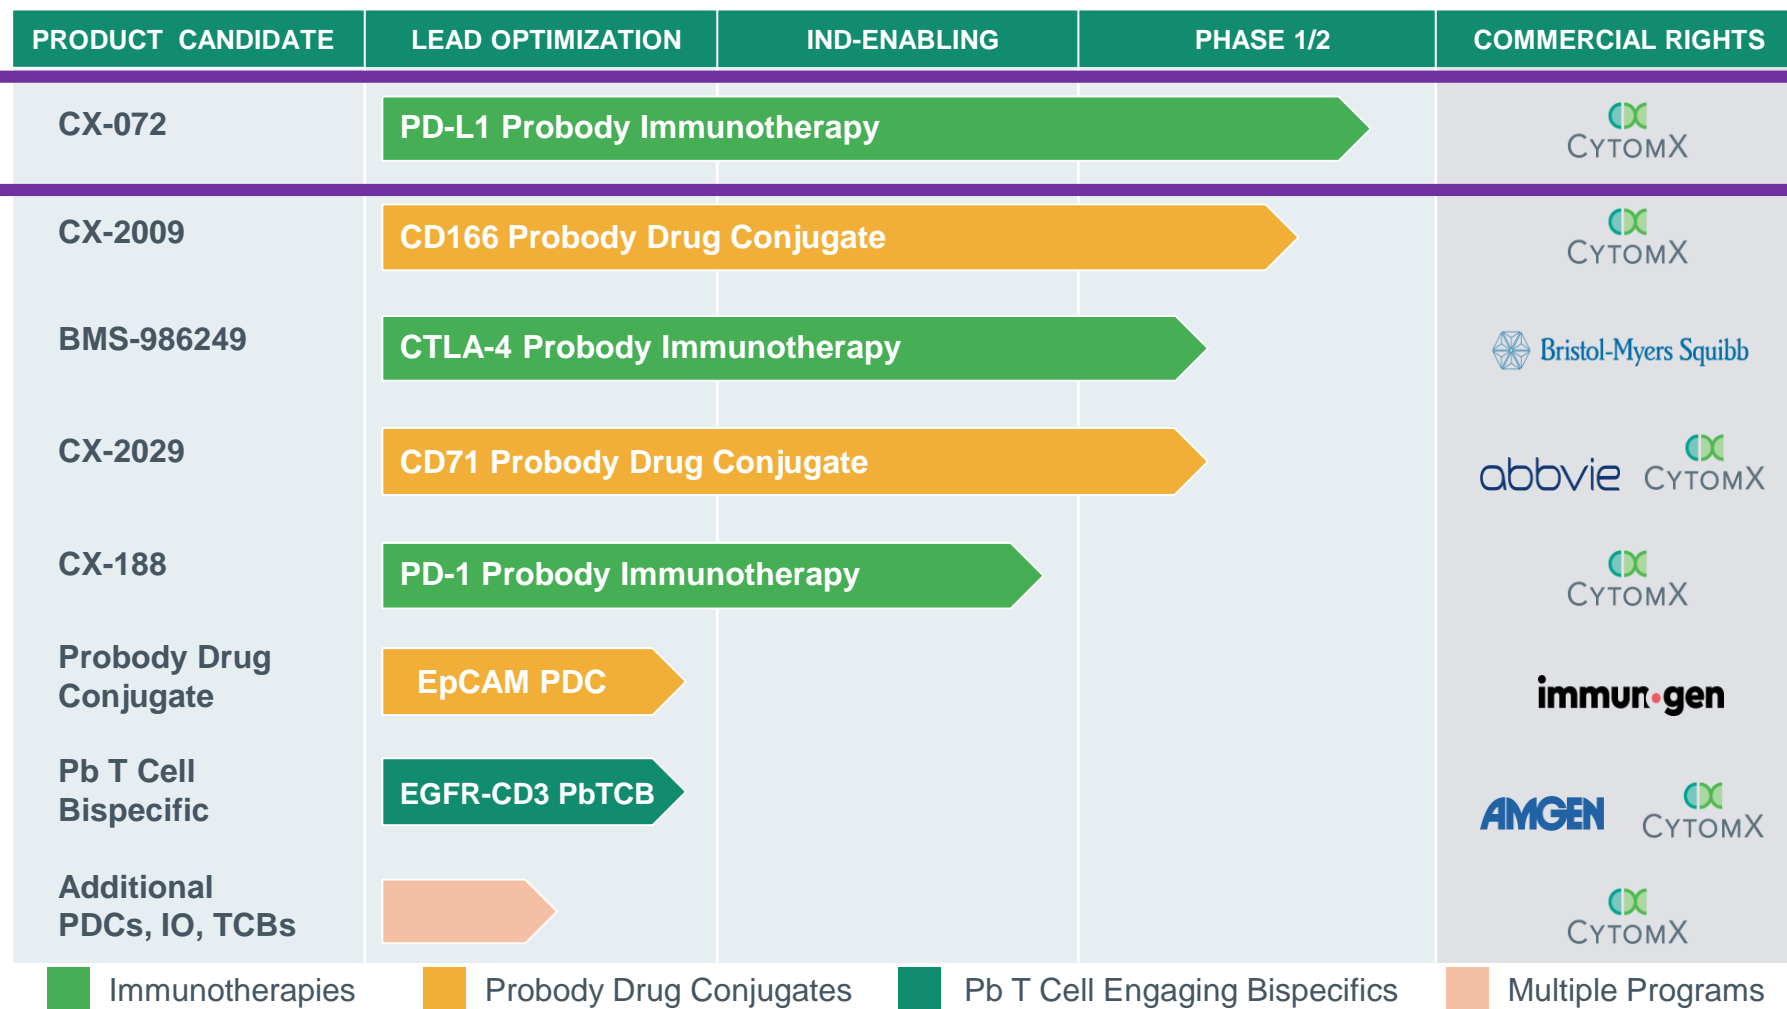 PRODUCT CANDIDATE LEAD OPTIMIZATION IND-ENABLING PHASE 1/2 COMMERCIAL RIGHTS
CX-072 PD-L1 Probody Immunotherapy CYTOMX
CX-2009 CD166 Probody Drug Conjugate CYTOMX
BMS-986249 CTLA-4 Probody Immunotherapy Bristol-Myers Squibb
CX-2029 CD71 Probody Drug Conjugate abbvie CYTOMX
CX-188 PD-1 Probody Immunotherapy CYTOMX
Probody Drug
Conjugate
EpCAM PDC immunogen
Pb T Cell
Bispecific
EGFR-CD3 PbTCB AMGEN CYTOMX
Additional
PDCs, IO, TCBs
CYTOMX
Immunotherapies Probody Drug Conjugates Pb T Cell Engaging Bispecifics Multiple Programs